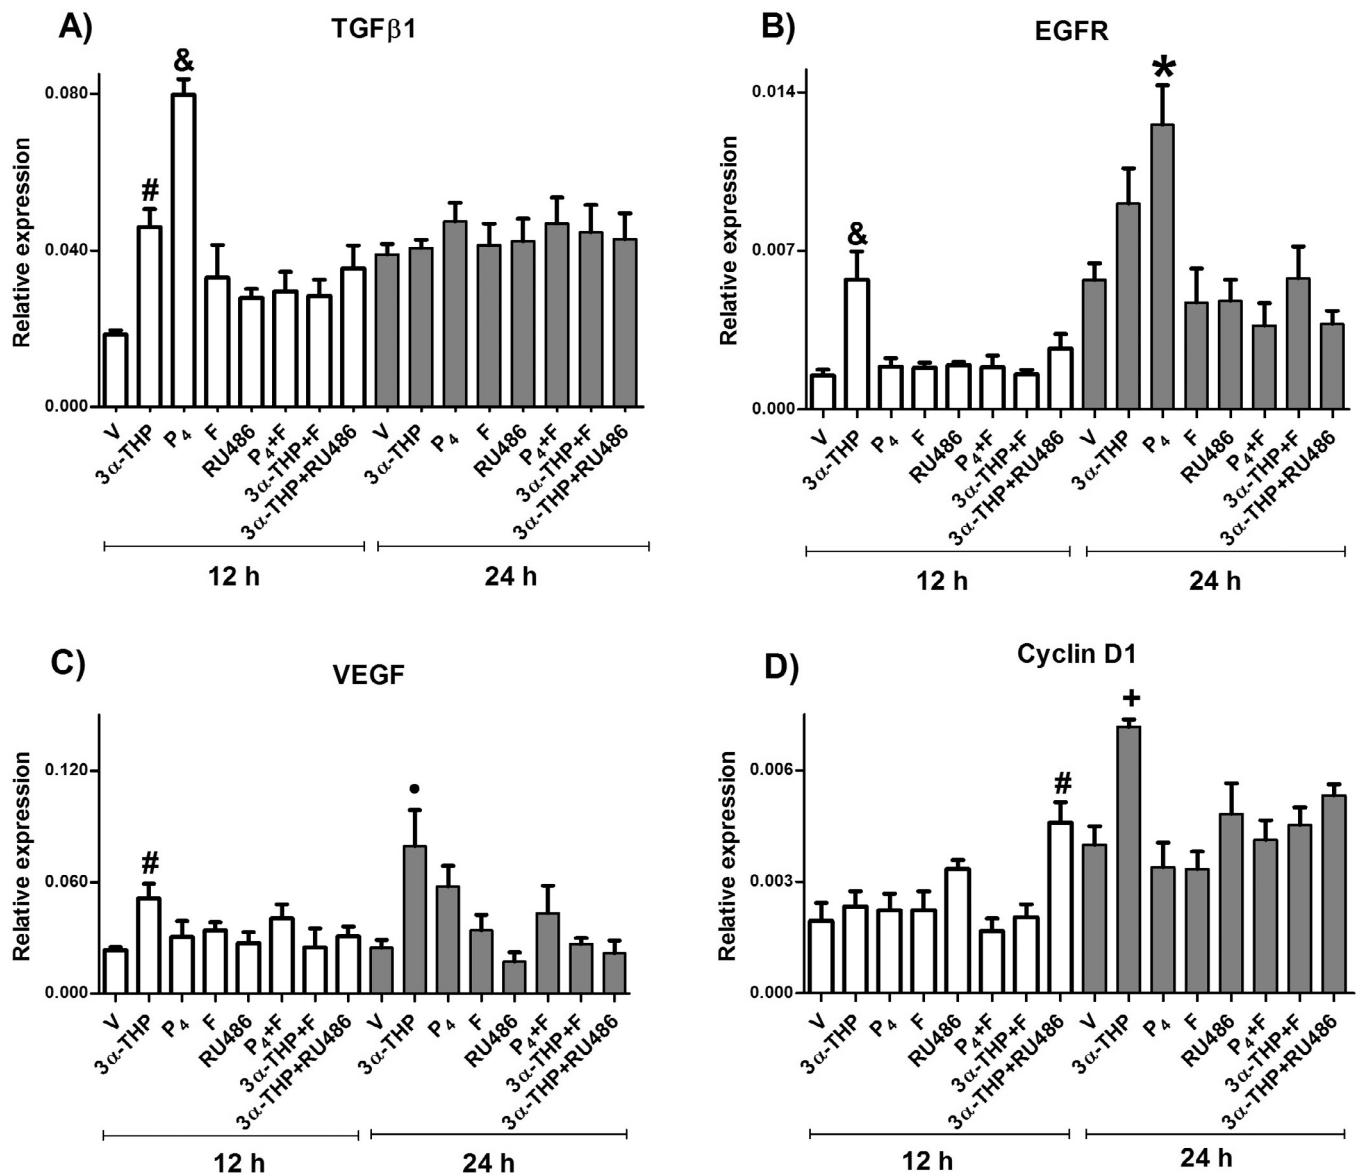 A)
TGFβ1
Relative expression
0.080
0.040
0.000
#
&
V
3α-THP
P₄
F
RU486
P₄+F
3α-THP+F
3α-THP+RU486
V
3α-THP
P₄
F
RU486
P₄+F
3α-THP+F
3α-THP+RU486
12 h
24 h
B)
EGFR
Relative expression
0.014
0.007
0.000
&
*
V
3α-THP
P₄
F
RU486
P₄+F
3α-THP+F
3α-THP+RU486
V
3α-THP
P₄
F
RU486
P₄+F
3α-THP+F
3α-THP+RU486
12 h
24 h
C)
VEGF
Relative expression
0.120
0.060
0.000
#
•
V
3α-THP
P₄
F
RU486
P₄+F
3α-THP+F
3α-THP+RU486
V
3α-THP
P₄
F
RU486
P₄+F
3α-THP+F
3α-THP+RU486
12 h
24 h
D)
Cyclin D1
Relative expression
0.006
0.003
0.000
#
+
V
3α-THP
P₄
F
RU486
P₄+F
3α-THP+F
3α-THP+RU486
V
3α-THP
P₄
F
RU486
P₄+F
3α-THP+F
3α-THP+RU486
12 h
24 h